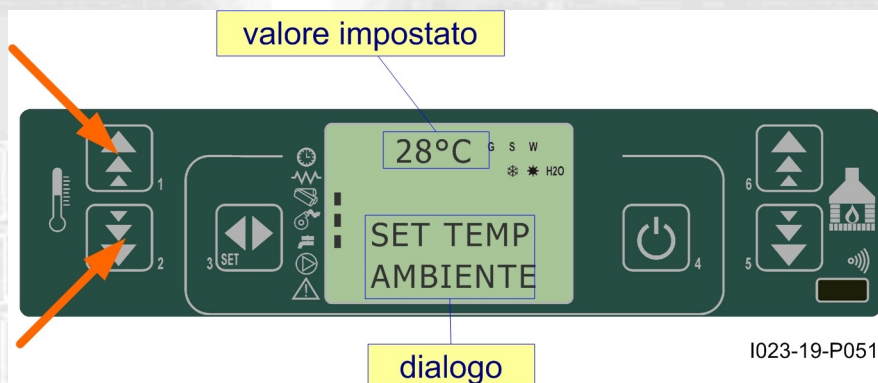 valore impostato
28°C G S W
H2O
SET TEMP
AMBIENTE
1
2
3 SET
4
6
5
I023-19-P051
dialogo